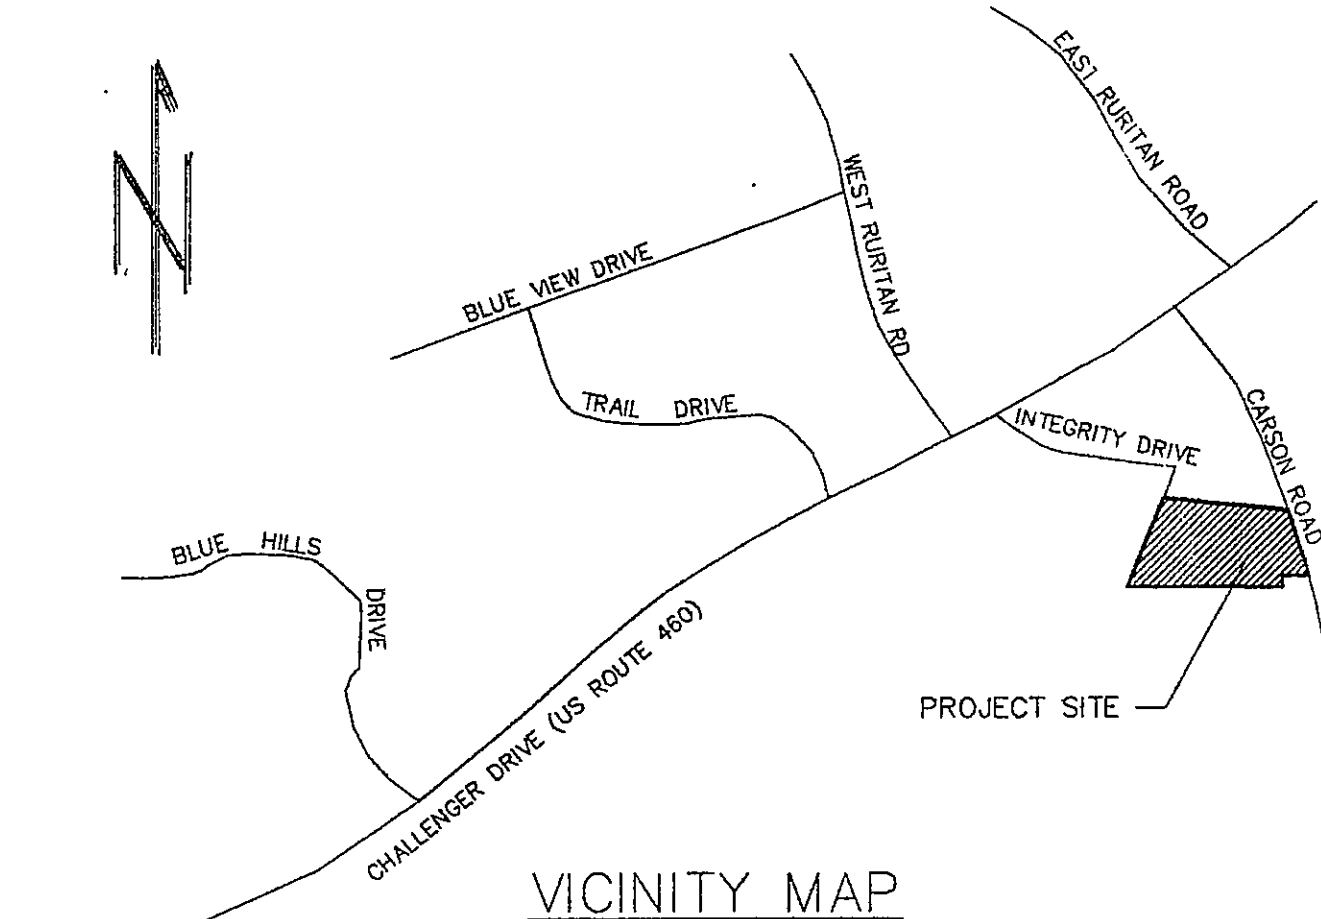 EAST RURITAN ROAD
WEST RURITAN RD
BLUE VIEW DRIVE
TRAIL DRIVE
INTEGRITY DRIVE
CARSON ROAD
BLUE HILLS DRIVE
CHALLENGER DRIVE (US ROUTE 460)
PROJECT SITE
VICINITY MAP
N